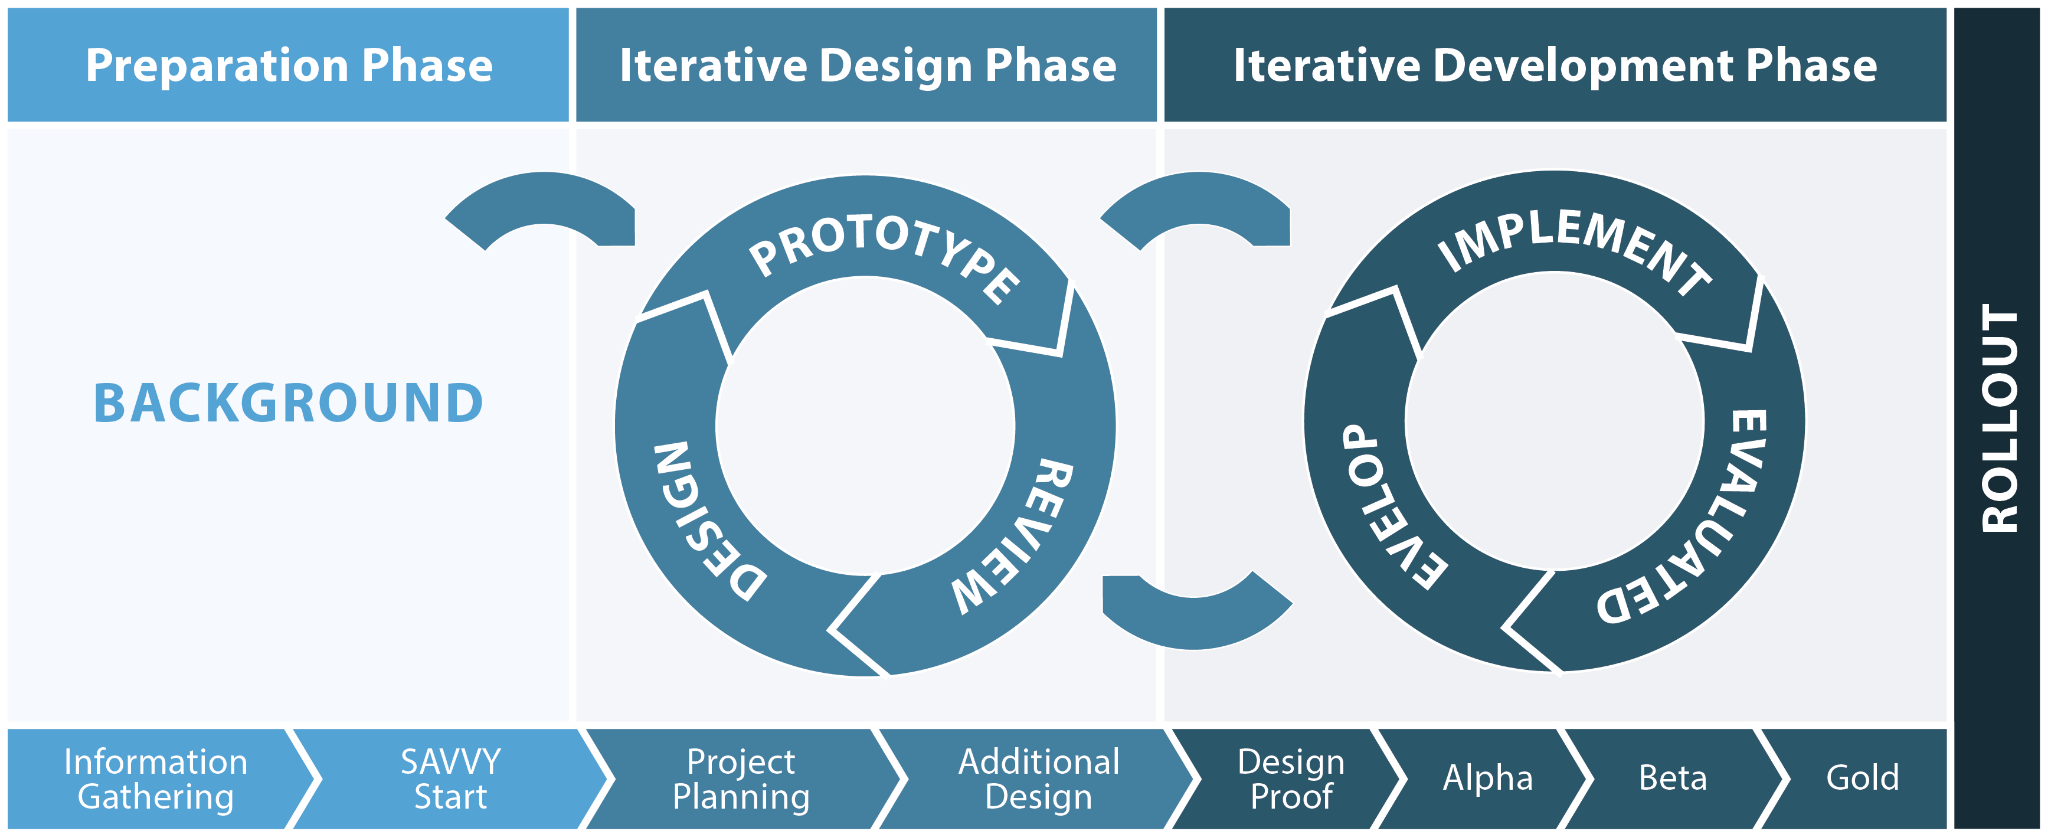 Preparation Phase
Iterative Design Phase
Iterative Development Phase
BACKGROUND
PROTOTYPE
REVIEW
DESIGN
IMPLEMENT
EVALUATED
EVELOP
ROLLOUT
Information
Gathering
SAVVY
Start
Project
Planning
Additional
Design
Design
Proof
Alpha
Beta
Gold